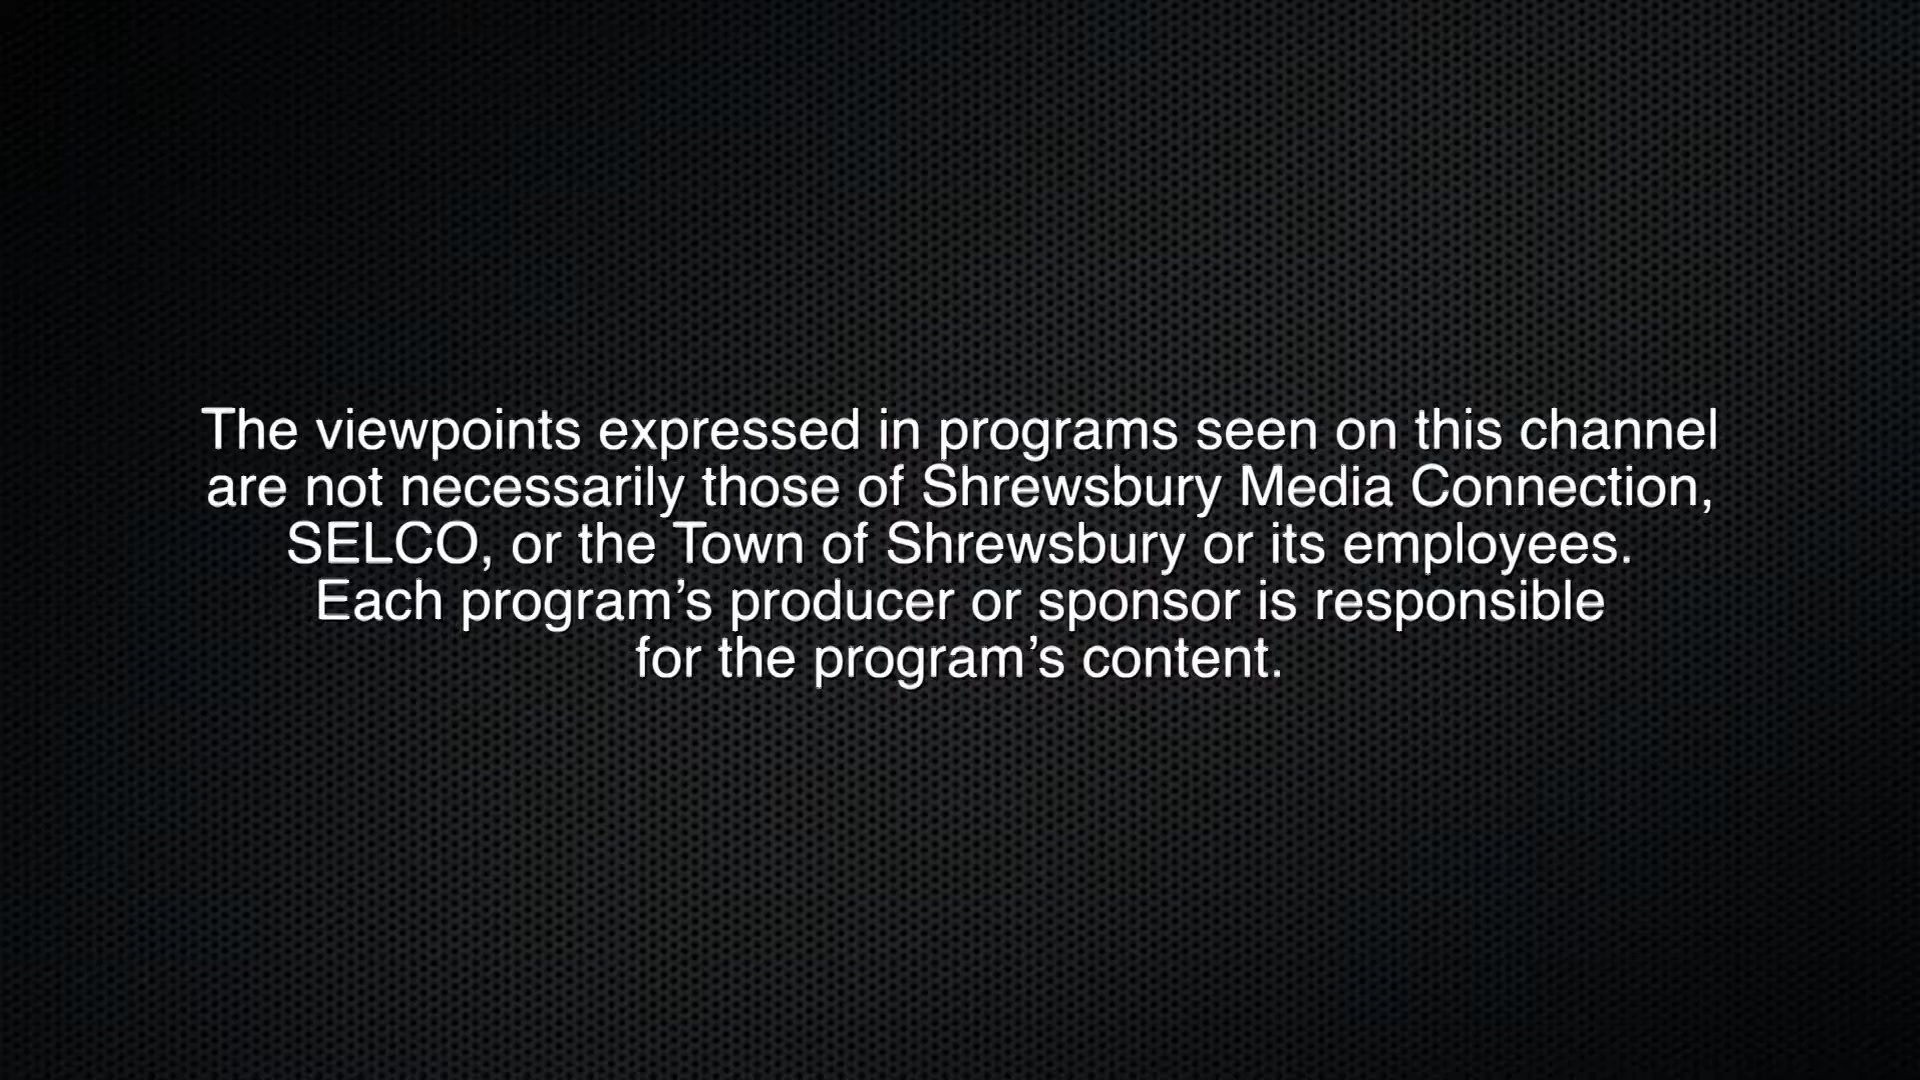 The viewpoints expressed in programs seen on this channel
are not necessarily those of Shrewsbury Media Connection,
SELCO, or the Town of Shrewsbury or its employees.
Each program’s producer or sponsor is responsible
for the program’s content.